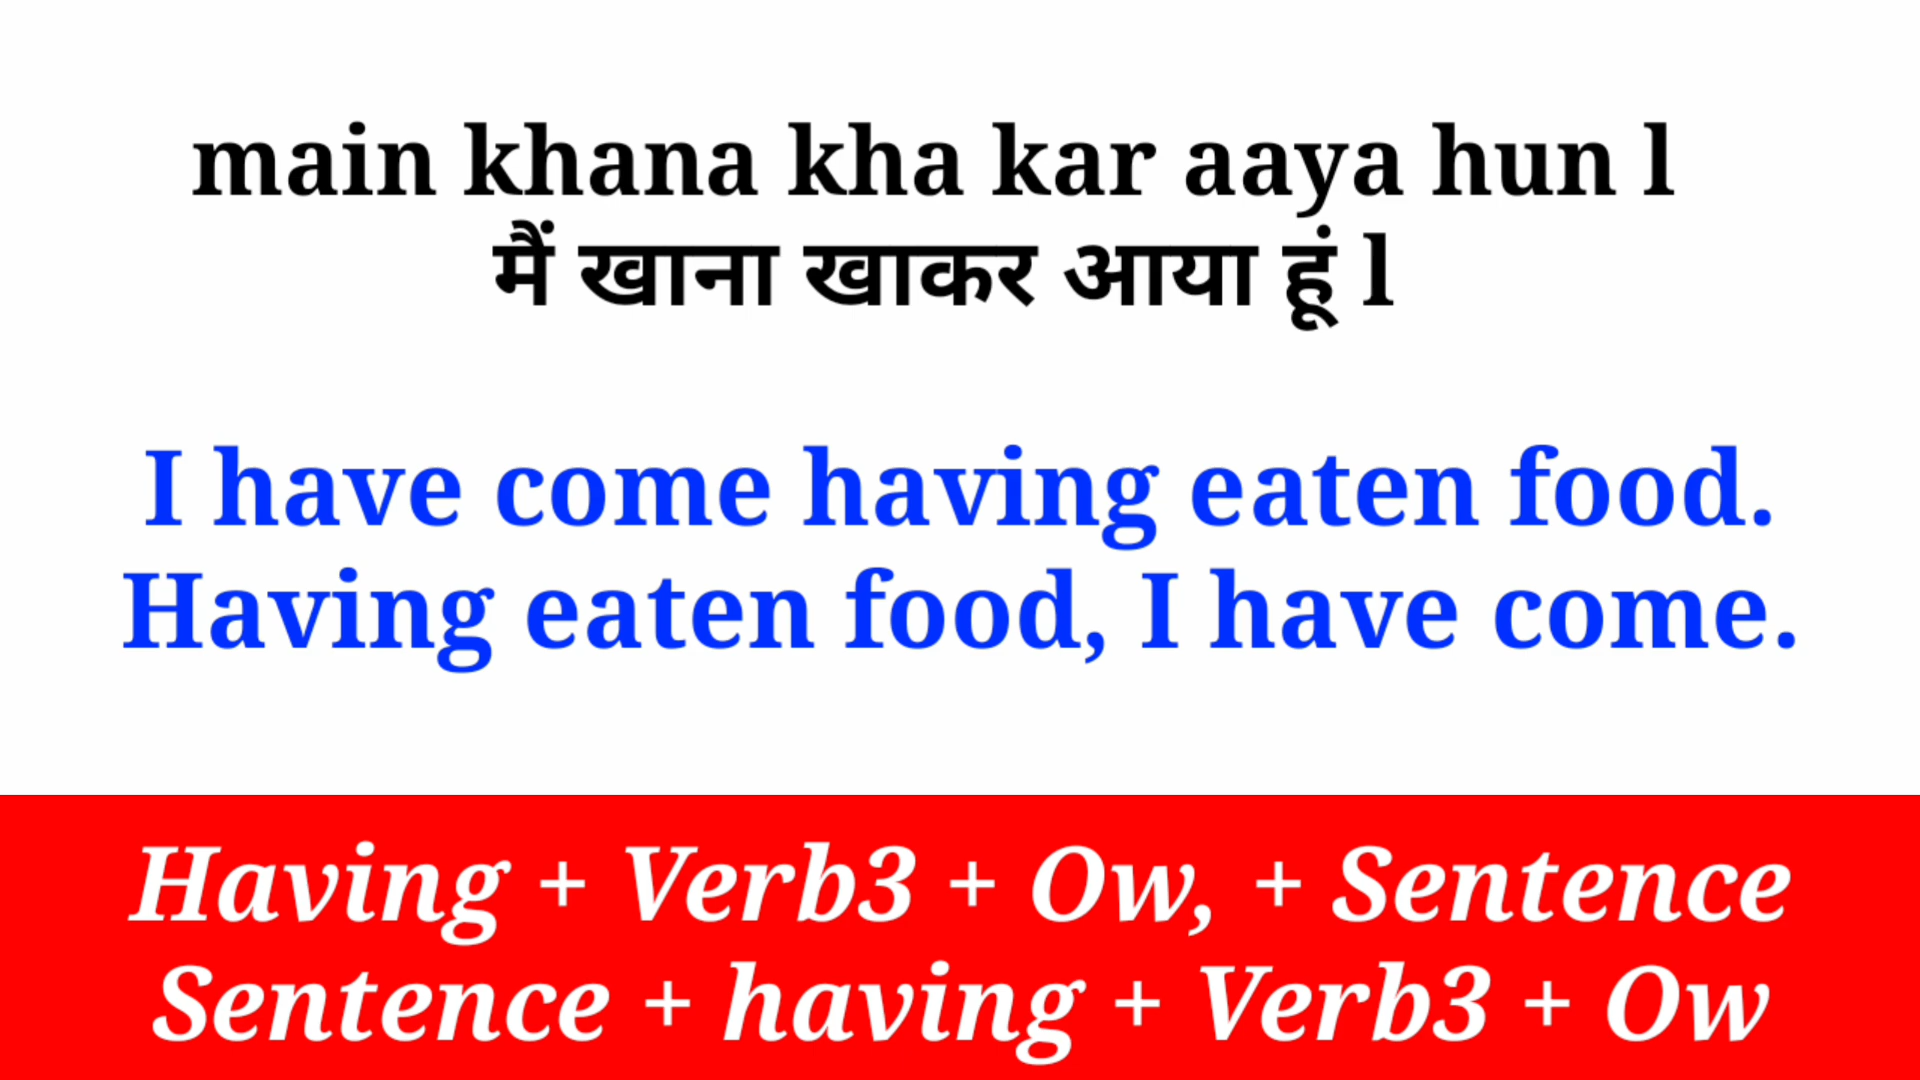 main khana kha kar aaya hun l
मैं खाना खाकर आया हूं l
I have come having eaten food.
Having eaten food, I have come.
Having + Verb3 + Ow, + Sentence
Sentence + having + Verb3 + Ow